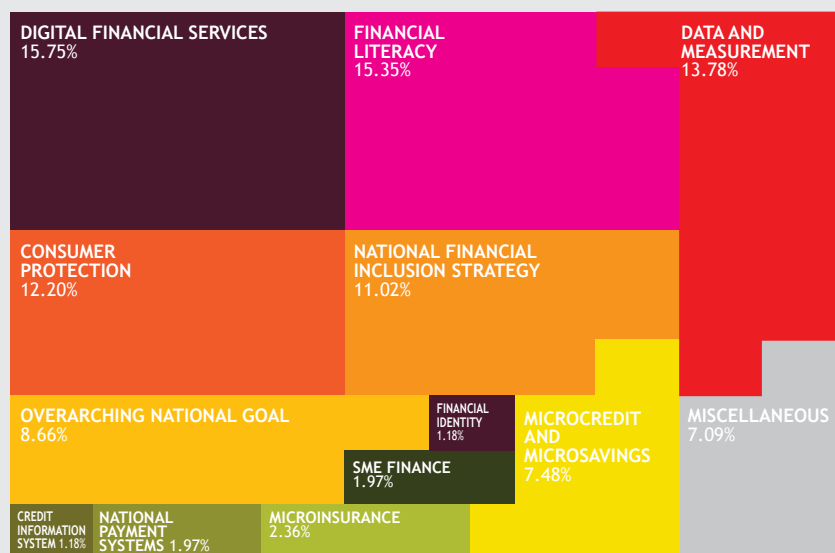 DIGITAL FINANCIAL SERVICES
15.75%
FINANCIAL
LITERACY
15.35%
DATA AND
MEASUREMENT
13.78%
CONSUMER
PROTECTION
12.20%
NATIONAL FINANCIAL
INCLUSION STRATEGY
11.02%
OVERARCHING NATIONAL GOAL
8.66%
FINANCIAL
IDENTITY
1.18%
SME FINANCE
1.97%
MICROCREDIT
AND
MICROSAVINGS
7.48%
MISCELLANEOUS
7.09%
CREDIT
INFORMATION
SYSTEM 1.18%
NATIONAL
PAYMENT
SYSTEMS 1.97%
MICROINSURANCE
2.36%